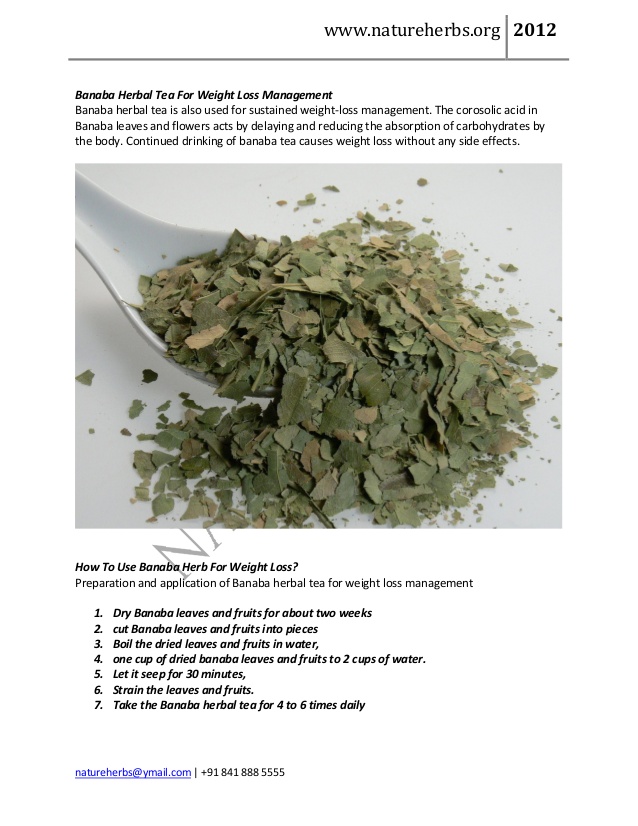 www.natureherbs.org 2012
Banaba Herbal Tea For Weight Loss Management
Banaba herbal tea is also used for sustained weight-loss management. The corosolic acid in
Banaba leaves and flowers acts by delaying and reducing the absorption of carbohydrates by
the body. Continued drinking of banaba tea causes weight loss without any side effects.
How To Use Banaba Herb For Weight Loss?
Preparation and application of Banaba herbal tea for weight loss management
1. Dry Banaba leaves and fruits for about two weeks
2. cut Banaba leaves and fruits into pieces
3. Boil the dried leaves and fruits in water,
4. one cup of dried banaba leaves and fruits to 2 cups of water.
5. Let it seep for 30 minutes,
6. Strain the leaves and fruits.
7. Take the Banaba herbal tea for 4 to 6 times daily
natureherbs@ymail.com | +91 841 888 5555